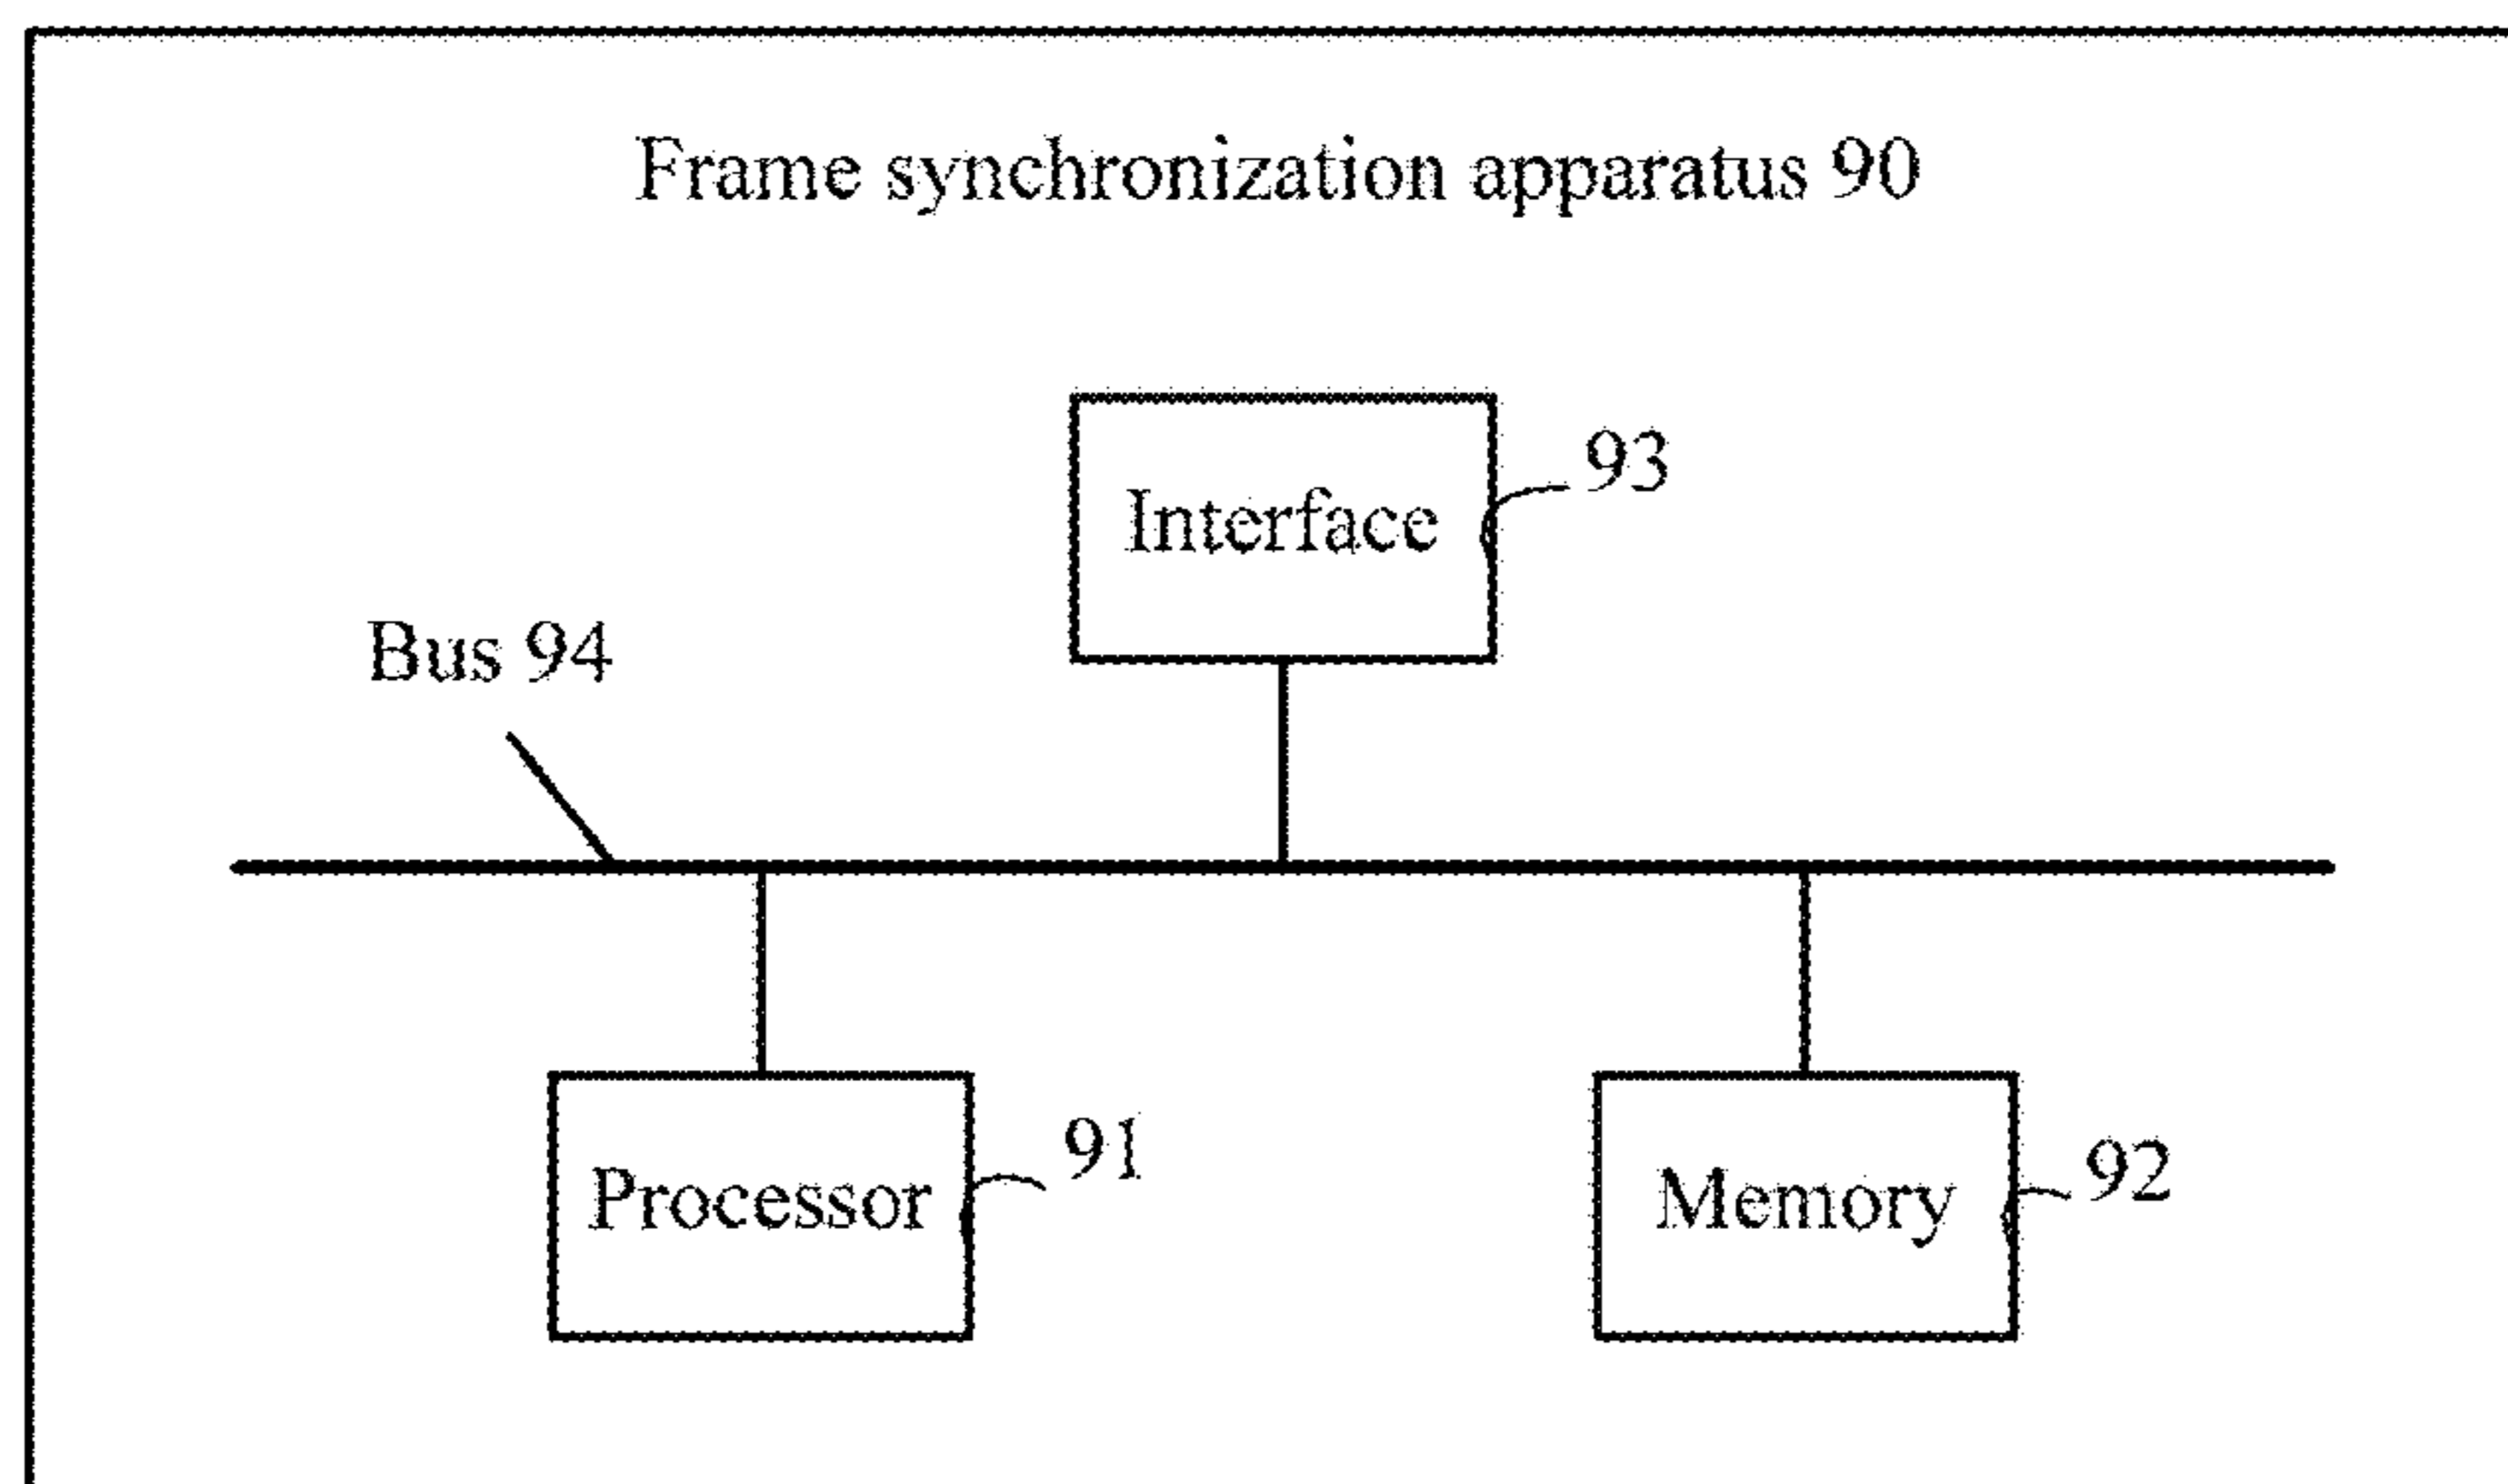 Frame synchronization apparatus 90
93
Interface
Bus 94
91
Processor
92
Memory